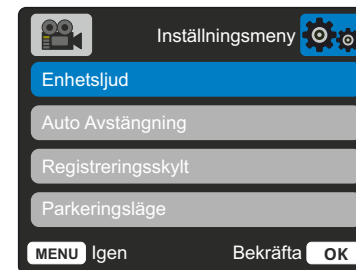 Inställningsmeny
Enhetsljud
Auto Avstängning
Registreringsskylt
Parkeringsläge
MENU Igen Bekräfta OK